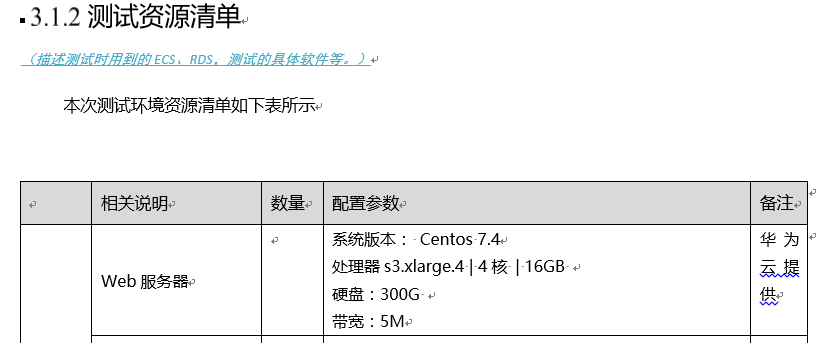 3.1.2 测试资源清单
（描述测试时用到的 ECS、RDS，测试的具体软件等。）
本次测试环境资源清单如下表所示
相关说明 数量 配置参数 备注
Web 服务器
系统版本： Centos 7.4
处理器 s3.xlarge.4 | 4 核 | 16GB
硬盘：300G
带宽：5M
华为
云提
供